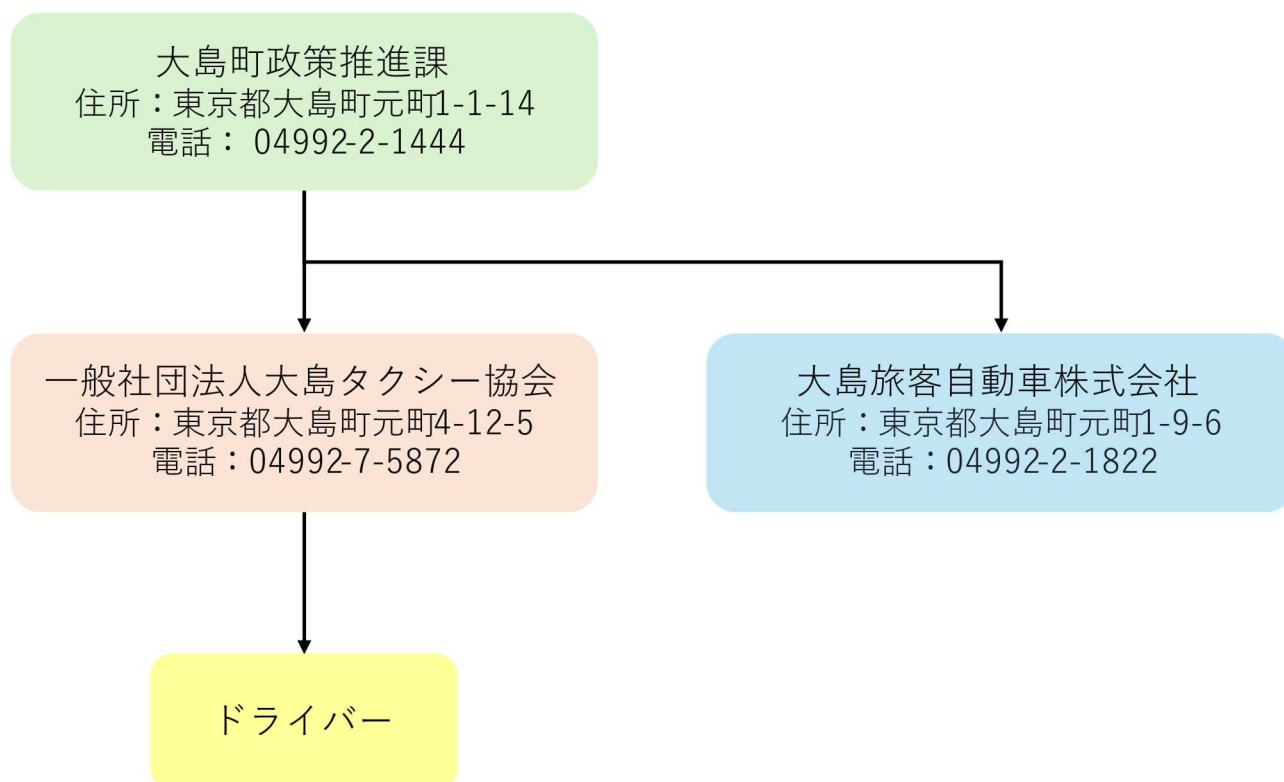 大島町政策推進課
住所：東京都大島町元町1-1-14
電話： 04992-2-1444
一般社団法人大島タクシー協会
住所：東京都大島町元町4-12-5
電話：04992-7-5872
大島旅客自動車株式会社
住所：東京都大島町元町1-9-6
電話：04992-2-1822
ドライバー